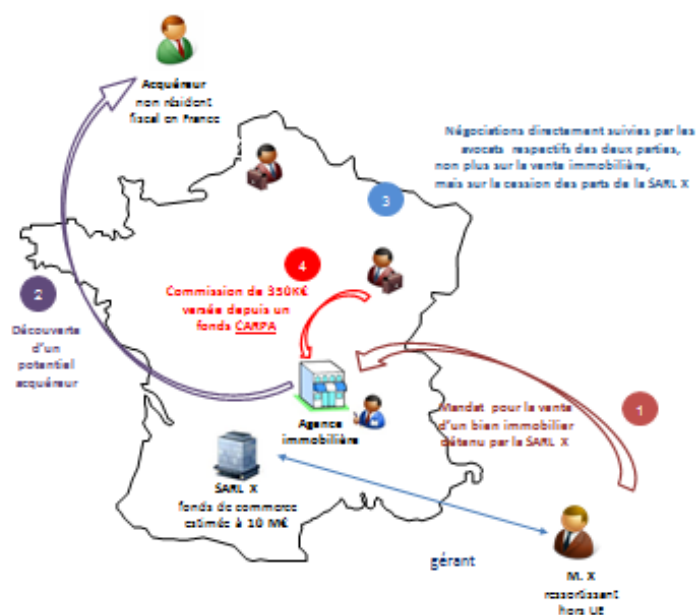 Acquéreur
non résident
fiscal en France
Négociations directement suivies par les
avocats respectifs des deux parties,
non plus sur la vente immobilière,
mais sur la cession des parts de la SARL X
3
4
Commission de 350K€
versée depuis un
fonds CARPA
2
Découverte
d'un
potentiel
acquéreur
1
Mandat pour la vente
d'un bien immobilier
détenu par la SARL X
Agence
immobilière
SARL X
fonds de commerce
estimée à 10 M€
gérant
M. X
ressortissant
hors UE